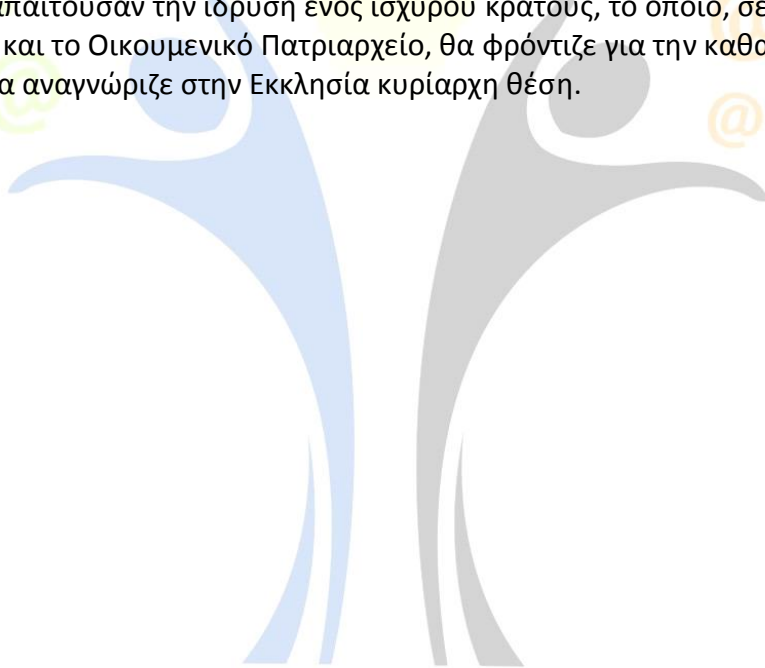 απαιτούσαν την ίδρυση ενός ισχυρού κράτους, το οποίο, σε
και το Οικουμενικό Πατριαρχείο, θα φρόντιζε για την
α αναγνώριζε στην Εκκλησία κυρίαρχη θέση.
@
@